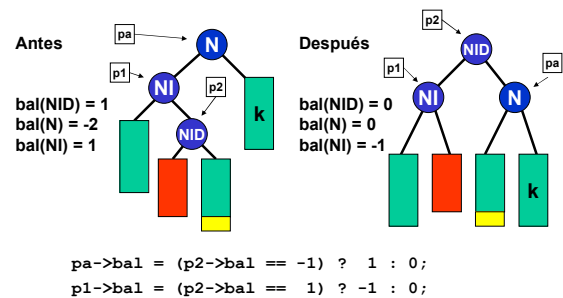 Antes
pa
N
p1
NI
p2
NID
k
bal(NID) = 1
bal(N) = -2
bal(NI) = 1
Después
p2
NID
p1
NI
pa
N
k
bal(NID) = 0
bal(N) = 0
bal(NI) = -1
pa->bal = (p2->bal == -1) ? 1 : 0;
p1->bal = (p2->bal == 1) ? -1 : 0;